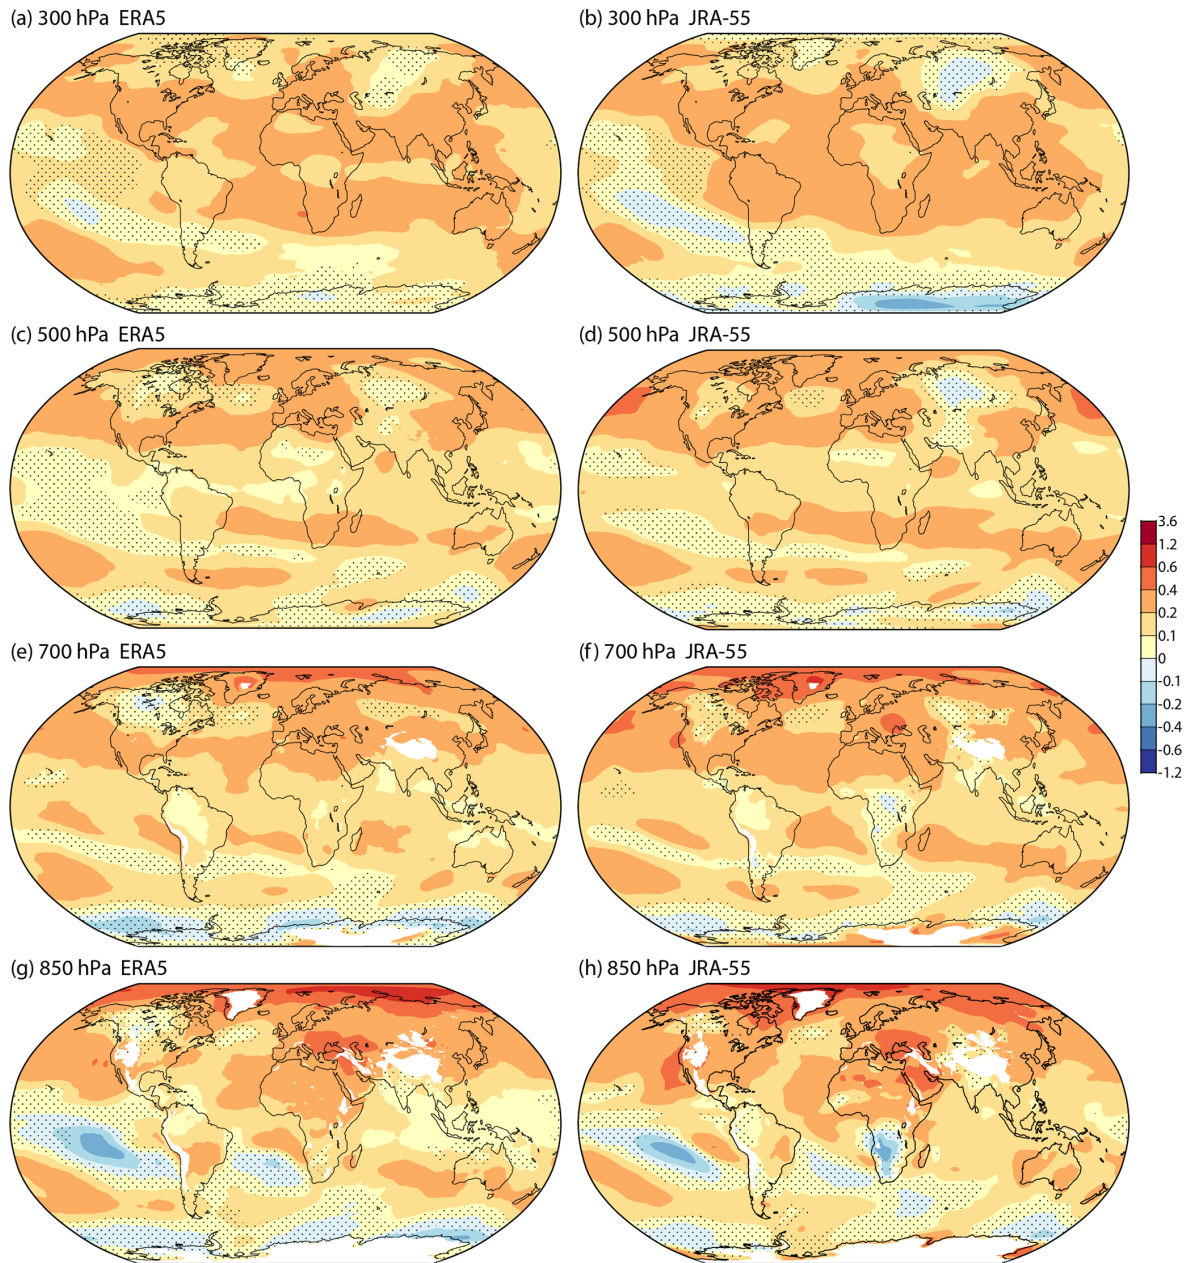 (a) 300 hPa ERA5
(b) 300 hPa JRA-55
(c) 500 hPa ERA5
(d) 500 hPa JRA-55
3.6
1.2
0.6
0.4
0.2
0.1
0
-0.1
-0.2
-0.4
-0.6
-1.2
(e) 700 hPa ERA5
(f) 700 hPa JRA-55
(g) 850 hPa ERA5
(h) 850 hPa JRA-55